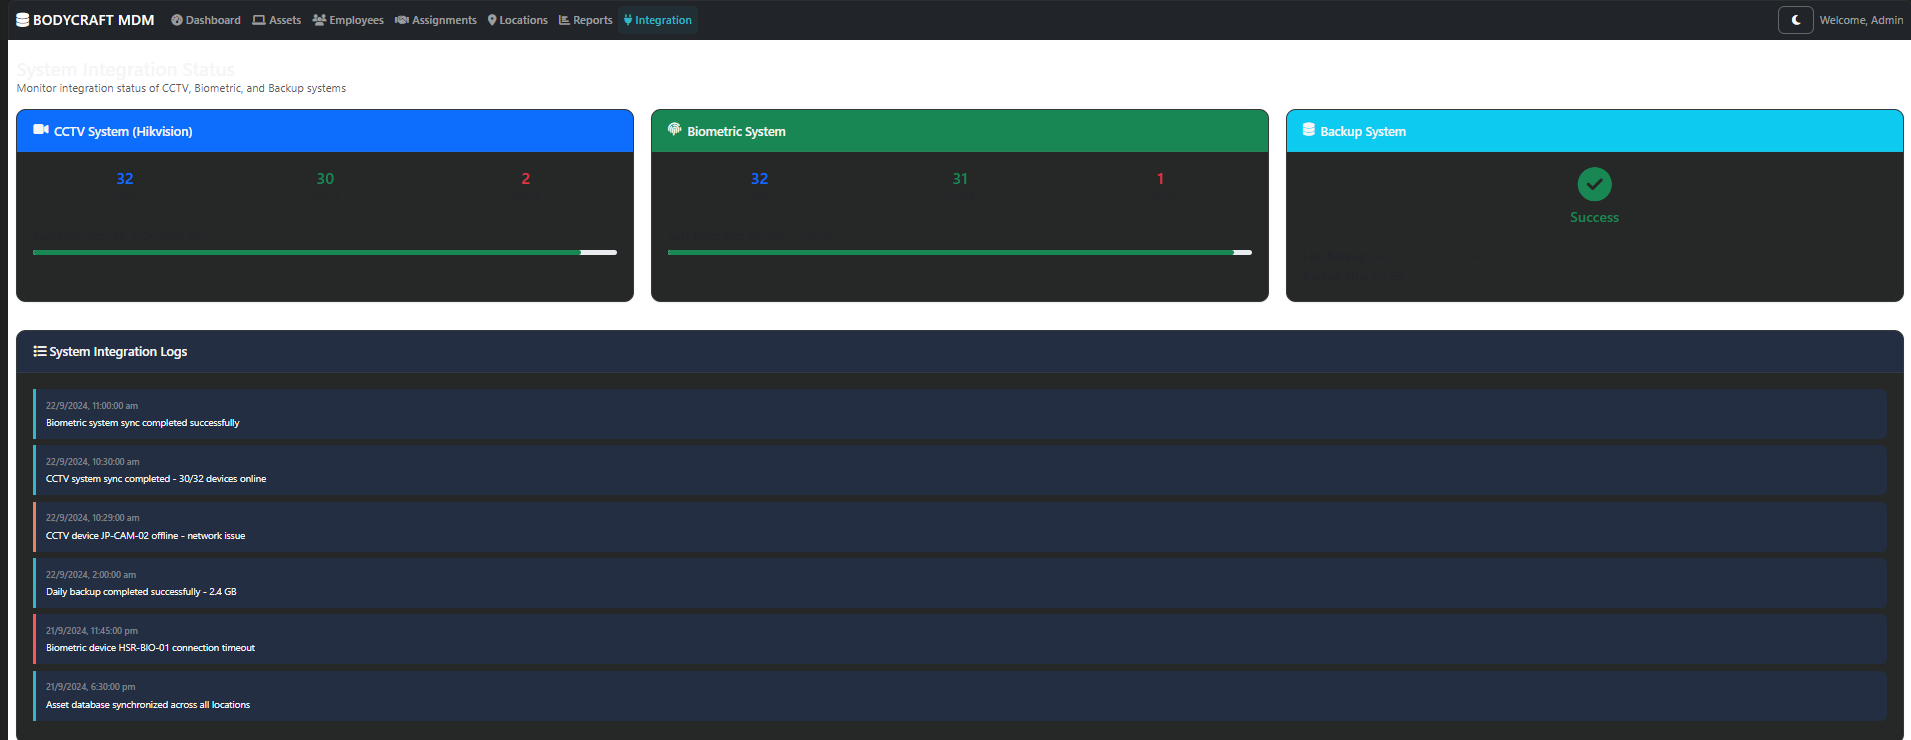 BODYCRAFT MDM Dashboard Assets Employees Assignments Locations Reports Integration Welcome, Admin
System Integration Status
Monitor integration status of CCTV, Biometric, and Backup systems
CCTV System (Hikvision)
32 30 2
Biometric System
32 31 1
Backup System
Success
System Integration Logs
22/9/2024, 11:00:00 am
Biometric system sync completed successfully
22/9/2024, 10:30:00 am
CCTV system sync completed - 30/32 devices online
22/9/2024, 10:29:00 am
CCTV device JP-CAM-02 offline - network issue
22/9/2024, 2:00:00 am
Daily backup completed successfully - 2.4 GB
21/9/2024, 11:45:00 pm
Biometric device HSR-BIO-01 connection timeout
21/9/2024, 6:30:00 pm
Asset database synchronized across all locations